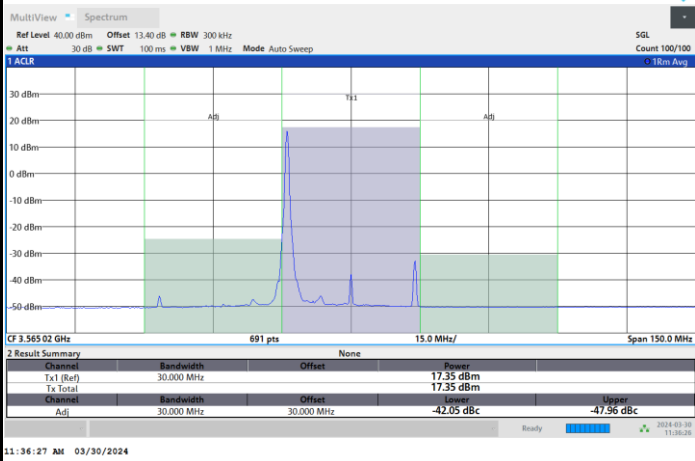 MultiView Spectrum
Ref Level 40.00 dBm Offset 13.40 dB RBW 300 kHz SGL
Att 30 dB SWT 100 ms VBW 1 MHz Mode Auto Sweep Count 100/100
1 ACLR 1Rm Avg
30 dBm
Tx1
20 dBm
Adj Adj
10 dBm
0 dBm
-10 dBm
-20 dBm
-30 dBm
-40 dBm
-50 dBm
CF 3.565 02 GHz 691 pts 15.0 MHz/ Span 150.0 MHz
2 Result Summary None
Channel Bandwidth Offset Power
Tx1 (Ref) 30.000 MHz 17.35 dBm
Tx Total 17.35 dBm
Channel Bandwidth Offset Lower Upper
Adj 30.000 MHz 30.000 MHz -42.05 dBc -47.96 dBc
Ready 2024-03-30
11:36:26
11:36:27 AM 03/30/2024